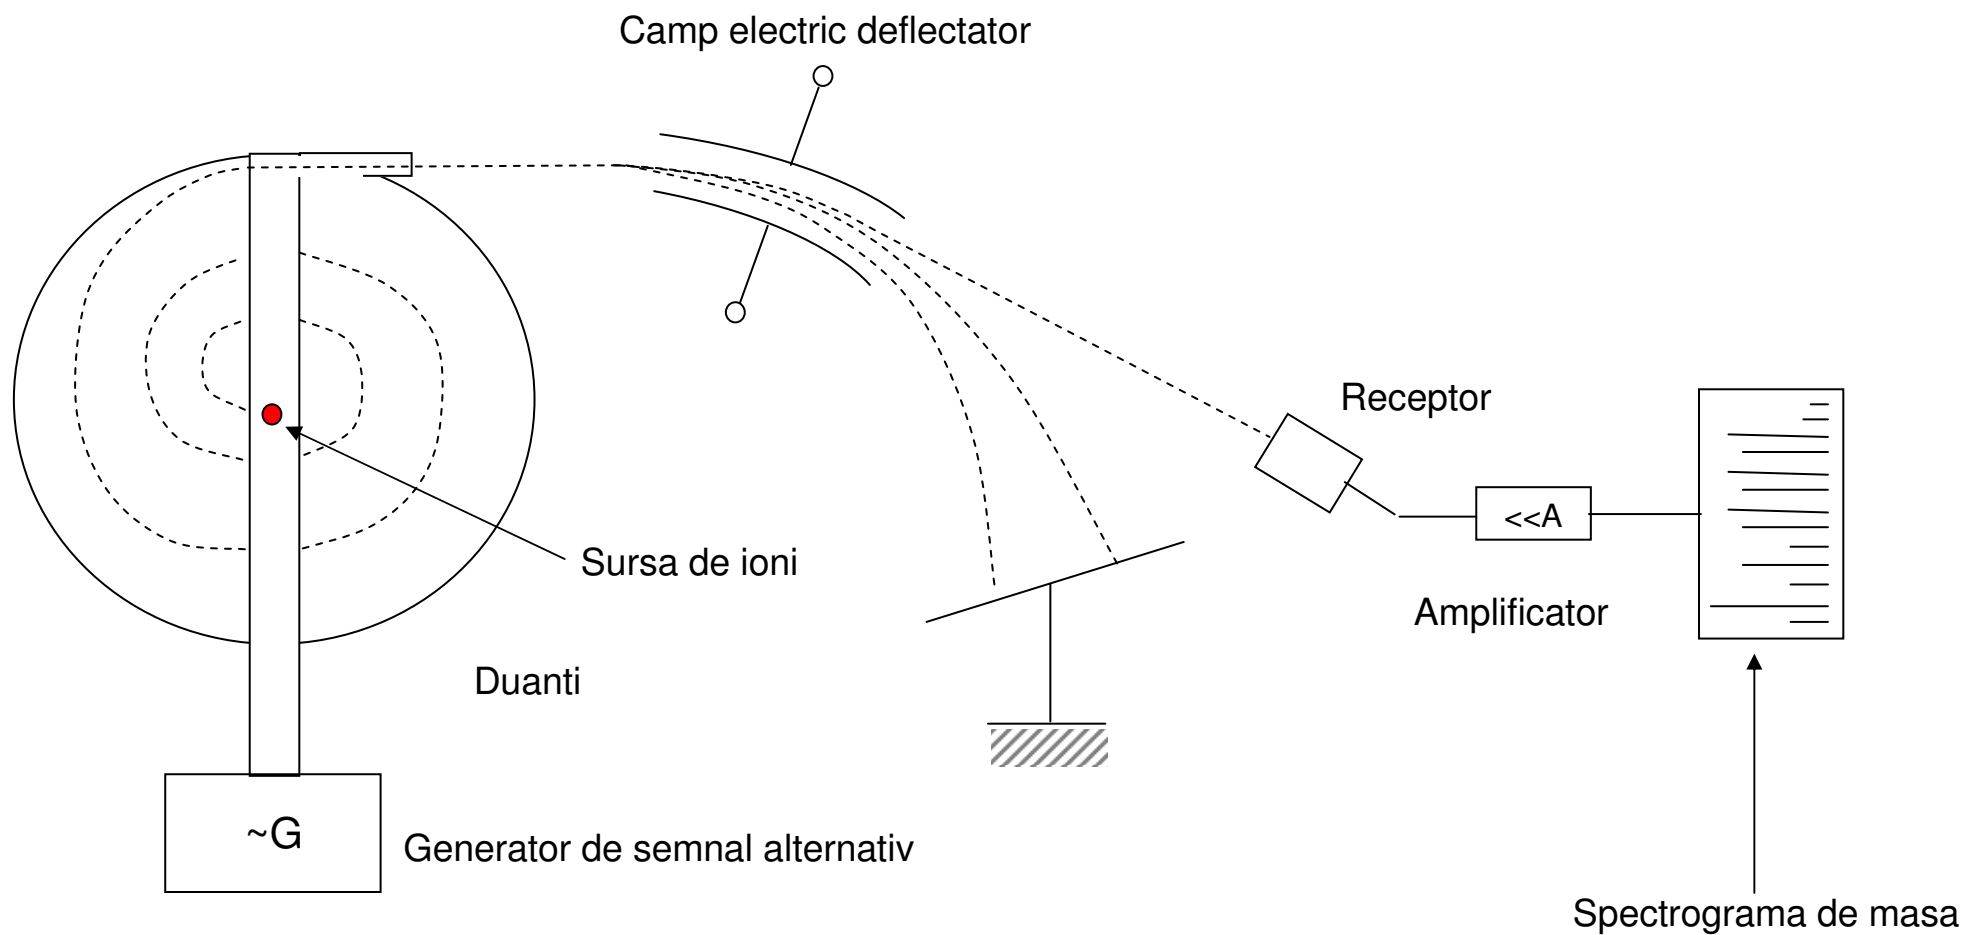 Camp electric deflectator
Receptor
<<A
Sursa de ioni
Amplificator
Duanti
~G
Generator de semnal alternativ
Spectrograma de masa